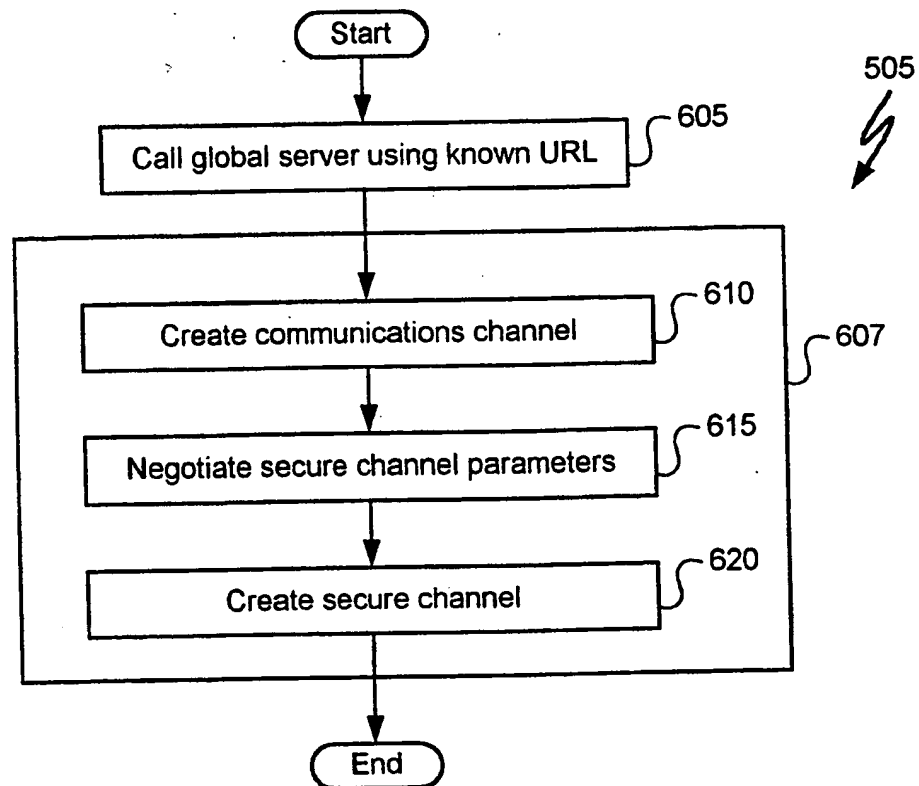 Start
505
Call global server using known URL
605
Create communications channel
610
607
Negotiate secure channel parameters
615
Create secure channel
620
End